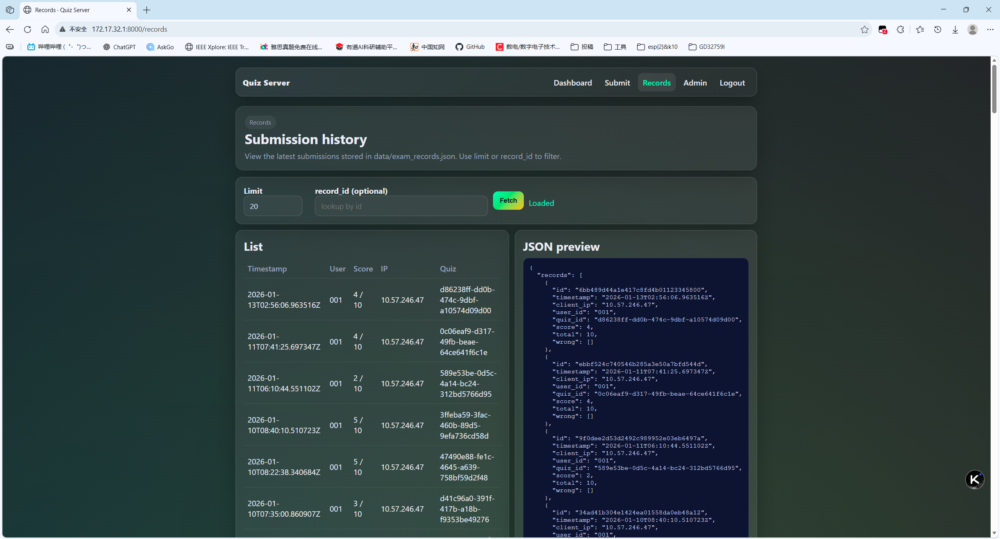 Records · Quiz Server
不安全 172.17.32.1:8000/records
哔哩哔哩 (゜-゜)つ... ChatGPT AskGo IEEE Xplore: IEEE Tr... 雅思真题免费在线... 有道AI科研辅助平... 中国知网 GitHub 数电/数字电子技术... 投稿 工具 esp{2}&k10 GD32759I
Quiz Server Dashboard Submit Records Admin Logout
Records
Submission history
View the latest submissions stored in data/exam_records.json. Use limit or record_id to filter.
Limit record_id (optional)
20 lookup by id Fetch Loaded
List
Timestamp User Score IP Quiz
2026-01-13T02:56:06.963516Z 001 4 / 10 10.57.246.47 d86238ff-dd0b-474c-9dbf-a10574d09d00
2026-01-11T07:41:25.697347Z 001 4 / 10 10.57.246.47 0c06eaf9-d317-49fb-beae-64ce641f6c1e
2026-01-11T06:10:44.551102Z 001 2 / 10 10.57.246.47 589e53be-0d5c-4a14-bc24-312bd5766d95
2026-01-10T08:40:10.510723Z 001 5 / 10 10.57.246.47 3ffeba59-3fac-460b-89d5-9efa736cd58d
2026-01-10T08:22:38.340684Z 001 5 / 10 10.57.246.47 47490e88-fe1c-4645-a639-758bf59d2f48
2026-01-10T07:35:00.860907Z 001 3 / 10 10.57.246.47 d41c96a0-391f-417b-a18b-f9353be49276
JSON preview
{
"records": [
{
"id": "6bb489d44a1e417c8fd4b01123345800",
"timestamp": "2026-01-13T02:56:06.963516Z",
"client_ip": "10.57.246.47",
"user_id": "001",
"quiz_id": "d86238ff-dd0b-474c-9dbf-a10574d09d00",
"score": 4,
"total": 10,
"wrong": []
},
{
"id": "ebbf524c740546b285a3e50a7bfd544d",
"timestamp": "2026-01-11T07:41:25.697347Z",
"client_ip": "10.57.246.47",
"user_id": "001",
"quiz_id": "0c06eaf9-d317-49fb-beae-64ce641f6c1e",
"score": 4,
"total": 10,
"wrong": []
},
{
"id": "9f0dee2d53d2492c989952e03eb6497a",
"timestamp": "2026-01-11T06:10:44.551102Z",
"client_ip": "10.57.246.47",
"user_id": "001",
"quiz_id": "589e53be-0d5c-4a14-bc24-312bd5766d95",
"score": 2,
"total": 10,
"wrong": []
},
{
"id": "34ad41b304e1424ea01558da0eb48a12",
"timestamp": "2026-01-10T08:40:10.510723Z",
"client_ip": "10.57.246.47",
"user_id": "001",
K
2